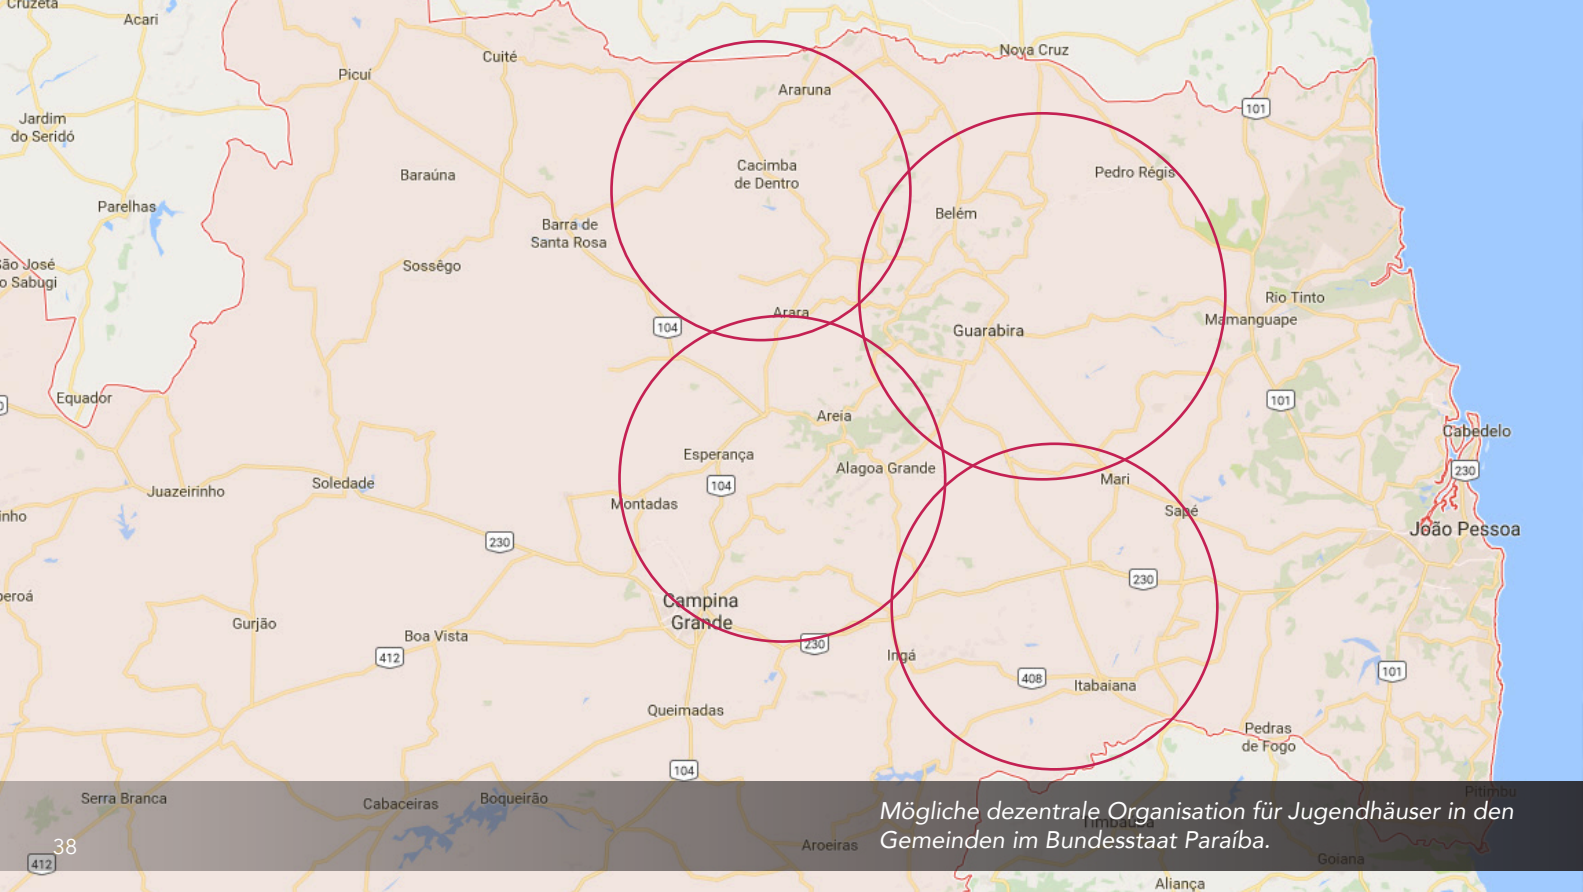 Cruzeta
Acari
Cuité
Nova Cruz
Picuí
Araruna
101
Jardim
do Seridó
Cacimba
de Dentro
Pedro Régis
Baraúna
Parelhas
Belém
Barra de
Santa Rosa
São José
o Sabugi
Sossêgo
Rio Tinto
Mamanguape
Arara
104
Guarabira
Equador
101
Areia
Cabedelo
Esperança
Alagoa Grande
230
104
Mari
Soledade
Juazeirinho
Montadas
Sapé
inho
João Pessoa
230
230
peroá
Campina
Grande
Gurjão
Boa Vista
230
412
Ingá
101
408
Itabaiana
Queimadas
Pedras
de Fogo
104
Serra Branca
Cabaceiras
Boqueirão
Pitimbu
Mögliche dezentrale Organisation für Jugendhäuser in den
Gemeinden im Bundesstaat Paraíba.
Timbaúba
38
412
Aroeiras
Goiana
Aliança